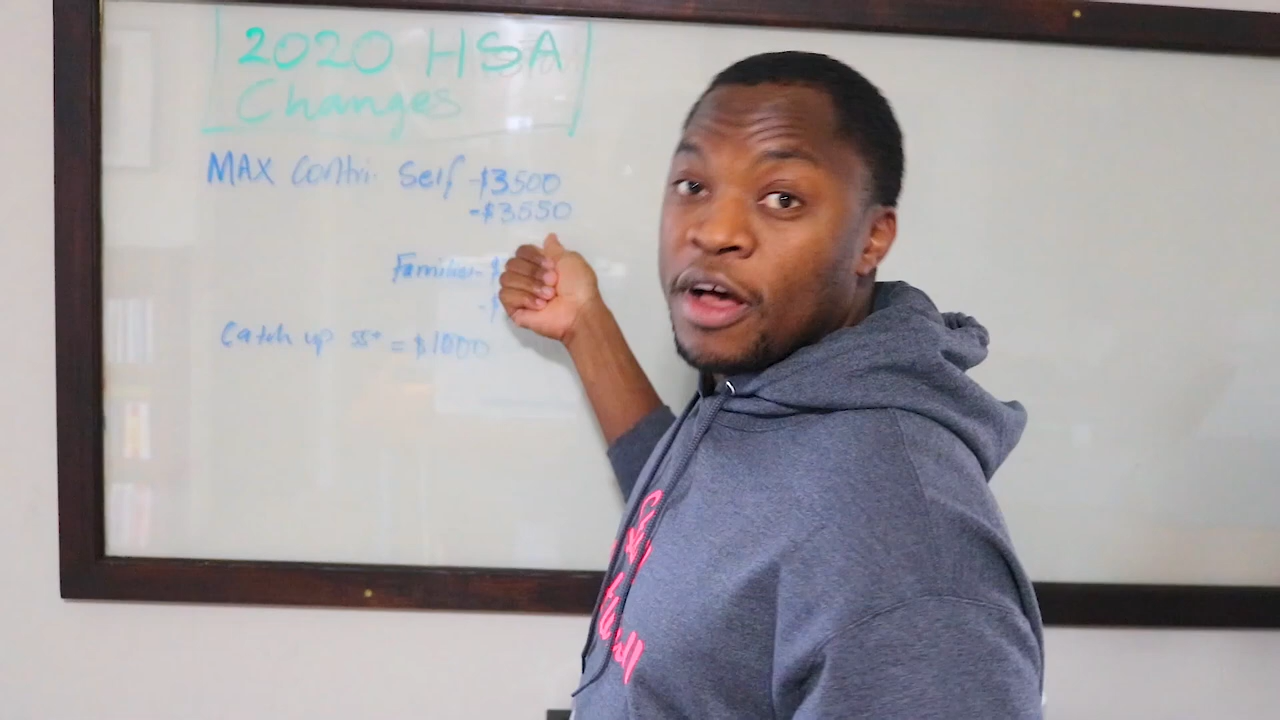 2020 HSA
Changes
MAX Contri. Self -$3500
-$3550
Families- $
-$
Catch up 55+ = $1000